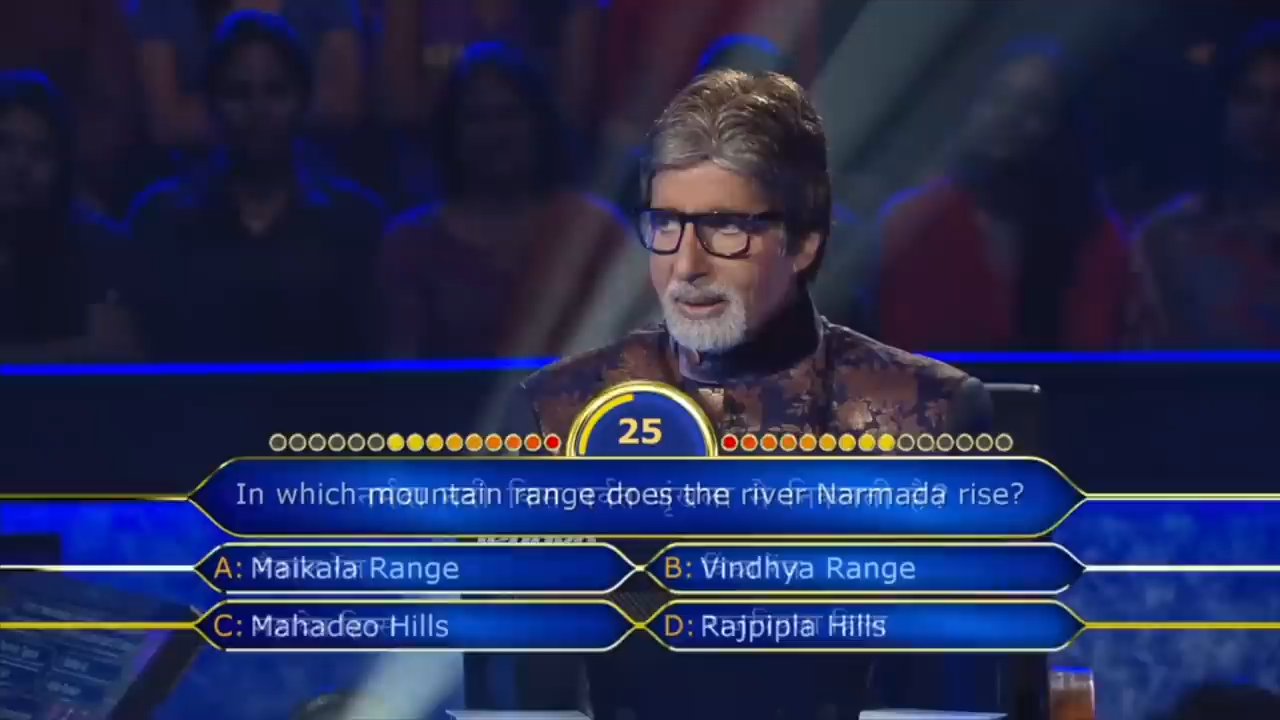 25
In which mountain range does the river Narmada rise?
A: Maikala Range
B: Vindhya Range
C: Mahadeo Hills
D: Rajpipla Hills